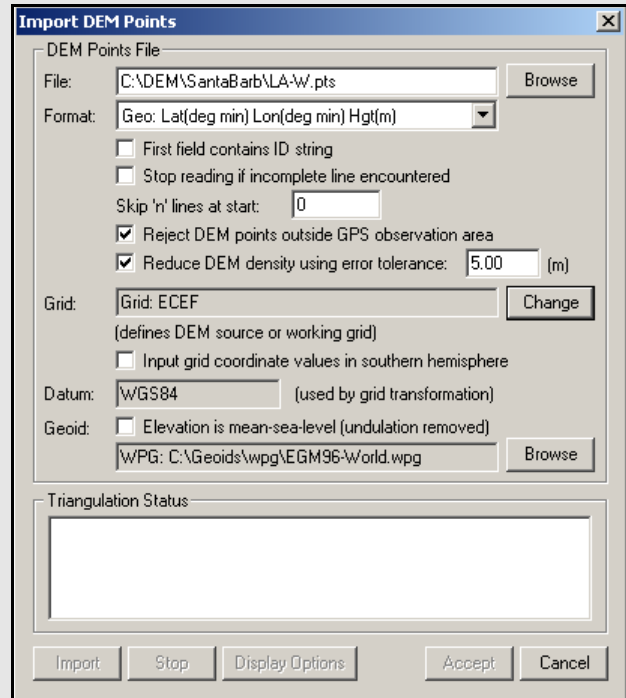 Import DEM Points
DEM Points File
File: C:\DEM\SantaBarb\LA-W.pts Browse
Format: Geo: Lat(deg min) Lon(deg min) Hgt(m)
First field contains ID string
Stop reading if incomplete line encountered
Skip 'n' lines at start: 0
Reject DEM points outside GPS observation area
Reduce DEM density using error tolerance: 5.00 (m)
Grid: Grid: ECEF Change
(defines DEM source or working grid)
Input grid coordinate values in southern hemisphere
Datum: WGS84 (used by grid transformation)
Geoid: Elevation is mean-sea-level (undulation removed)
WPG: C:\Geoids\wpg\EGM96-World.wpg Browse
Triangulation Status
Import Stop Display Options Accept Cancel